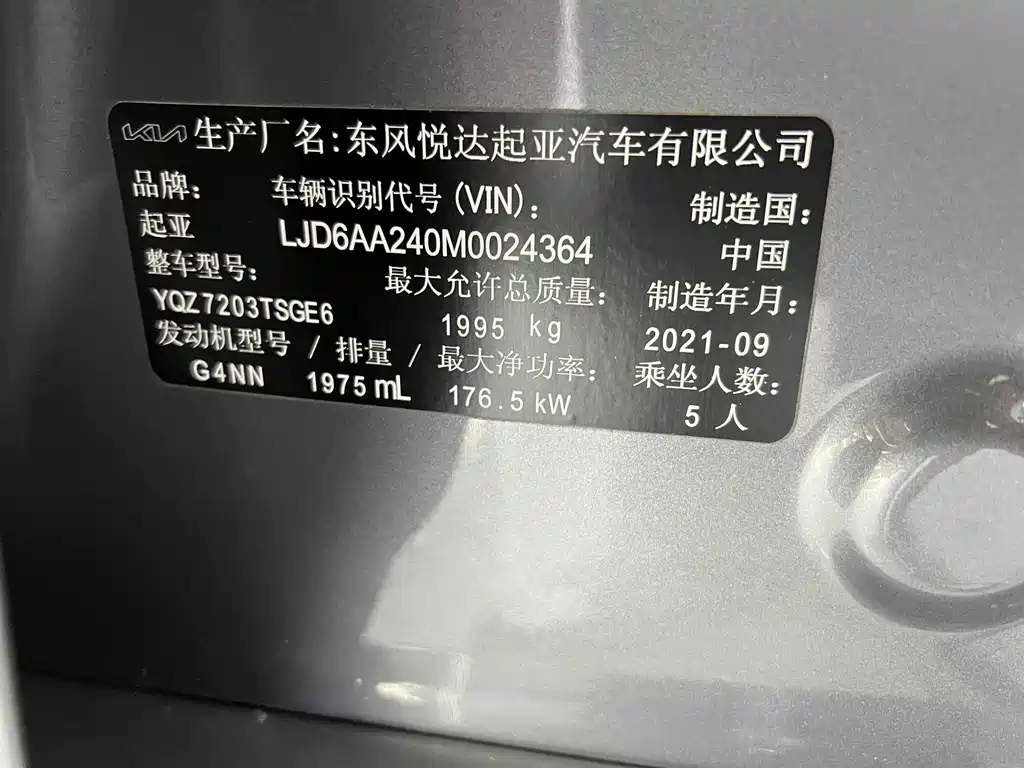 KIA 生产厂名:东风悦达起亚汽车有限公司
品牌: 车辆识别代号(VIN): 制造国:
起亚 LJD6AA240M0024364 中国
整车型号: 最大允许总质量: 制造年月:
YQZ7203TSGE6 1995 kg 2021-09
发动机型号 / 排量 / 最大净功率: 乘坐人数:
G4NN 1975 mL 176.5 kW 5 人